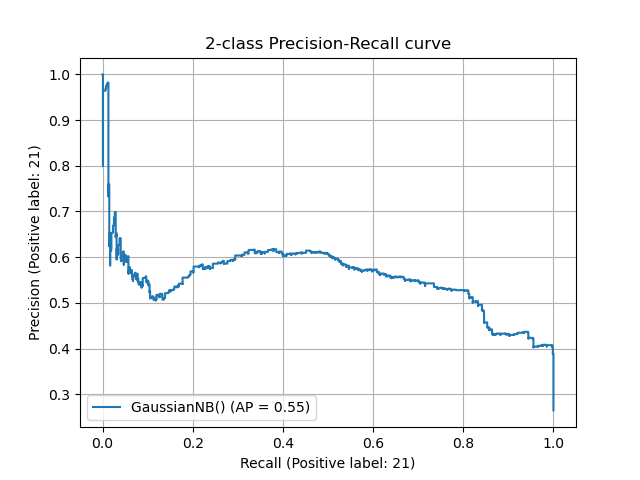 2-class Precision-Recall curve
Precision (Positive label: 21)
1.0
0.9
0.8
0.7
0.6
0.5
0.4
0.3
GaussianNB() (AP = 0.55)
0.0 0.2 0.4 0.6 0.8 1.0
Recall (Positive label: 21)